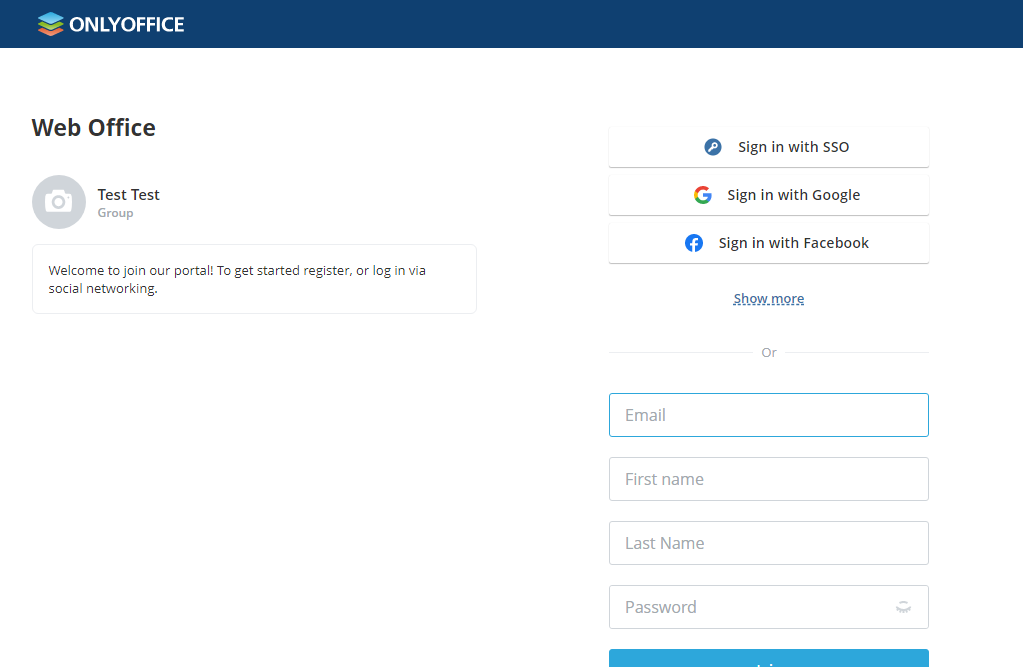 ONLYOFFICE
Web Office
Test Test
Group
Welcome to join our portal! To get started register, or log in via
social networking.
Sign in with SSO
Sign in with Google
Sign in with Facebook
Show more
Or
Email
First name
Last Name
Password